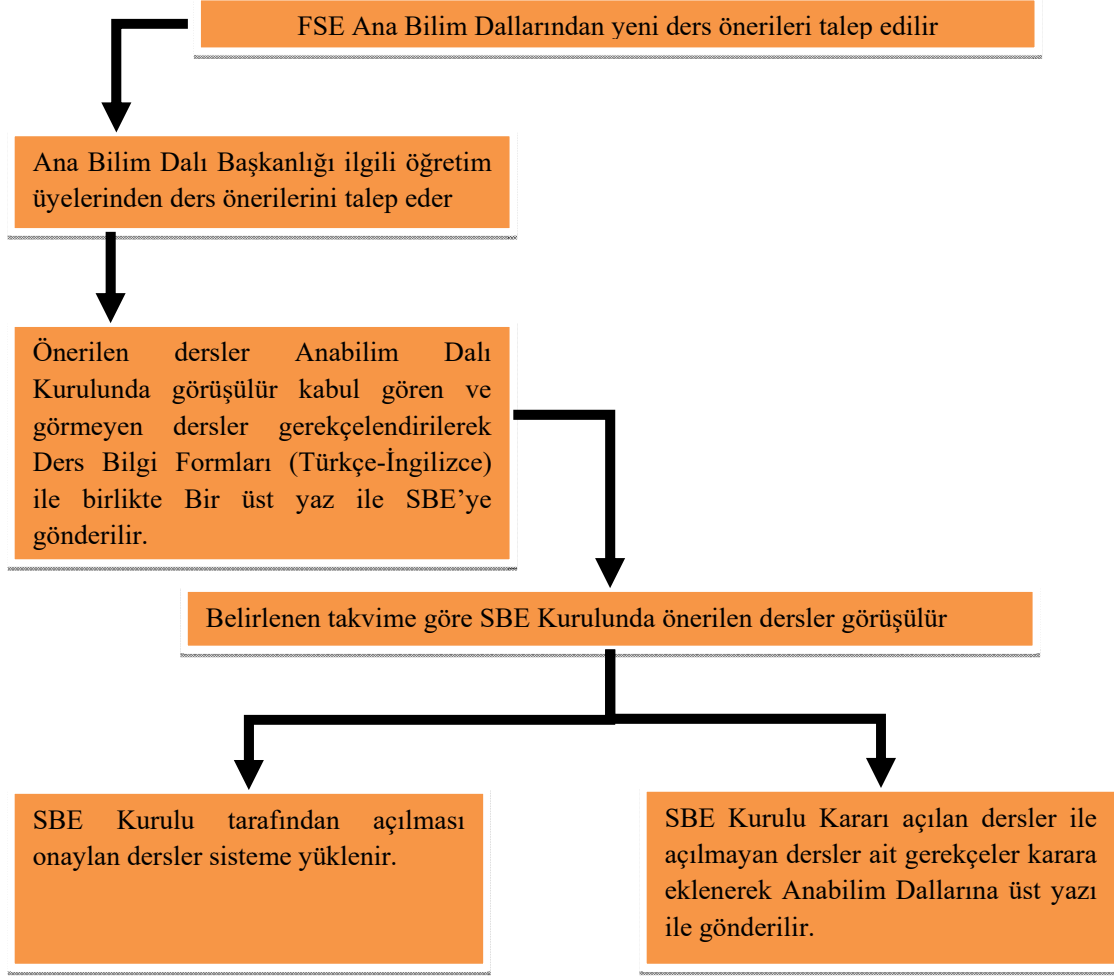 FSE Ana Bilim Dallarından yeni ders önerileri talep edilir
Ana Bilim Dalı Başkanlığı ilgili öğretim
üyelerinden ders önerilerini talep eder
Önerilen dersler Anabilim Dalı
Kurulunda görüşülür kabul gören ve
görmeyen dersler gerekçelendirilerek
Ders Bilgi Formları (Türkçe-İngilizce)
ile birlikte Bir üst yaz ile SBE’ye
gönderilir.
Belirlenen takvime göre SBE Kurulunda önerilen dersler görüşülür
SBE Kurulu tarafından açılması
onaylan dersler sisteme yüklenir.
SBE Kurulu Kararı açılan dersler ile
açılmayan dersler ait gerekçeler karara
eklenerek Anabilim Dallarına üst yazı
ile gönderilir.